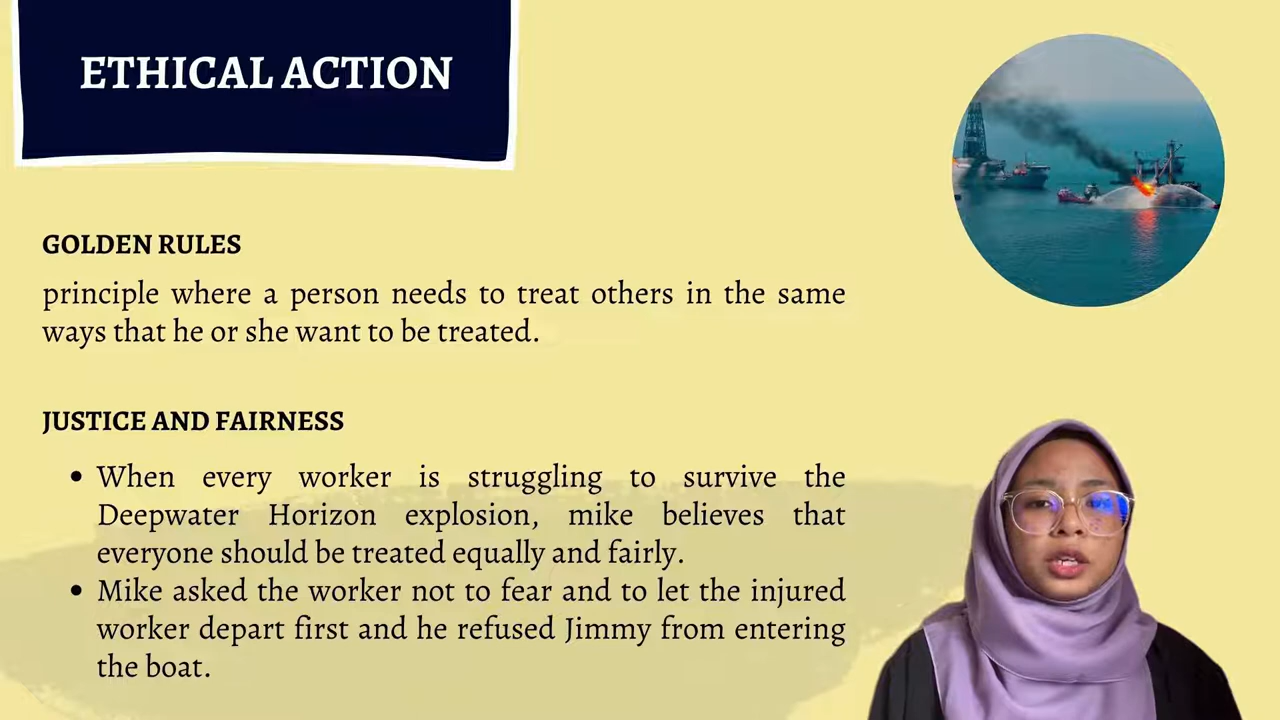 ETHICAL ACTION
GOLDEN RULES
principle where a person needs to treat others in the same
ways that he or she want to be treated.
JUSTICE AND FAIRNESS
• When every worker is struggling to survive the
Deepwater Horizon explosion, mike believes that
everyone should be treated equally and fairly.
• Mike asked the worker not to fear and to let the injured
worker depart first and he refused Jimmy from entering
the boat.